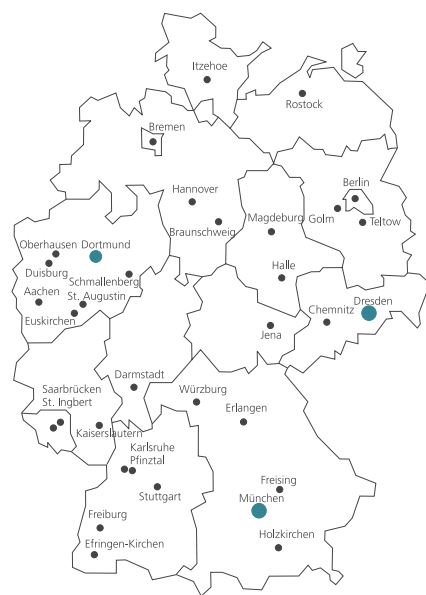 Itzehoe
Rostock
Bremen
Hannover
Berlin
Braunschweig
Magdeburg
Golm
Teltow
Oberhausen
Dortmund
Duisburg
Schmallenberg
Halle
Aachen
St. Augustin
Dresden
Chemnitz
Euskirchen
Jena
Darmstadt
Würzburg
Saarbrücken
St. Ingbert
Erlangen
Kaiserslautern
Karlsruhe
Pfinztal
Stuttgart
Freising
München
Freiburg
Efringen-Kirchen
Holzkirchen